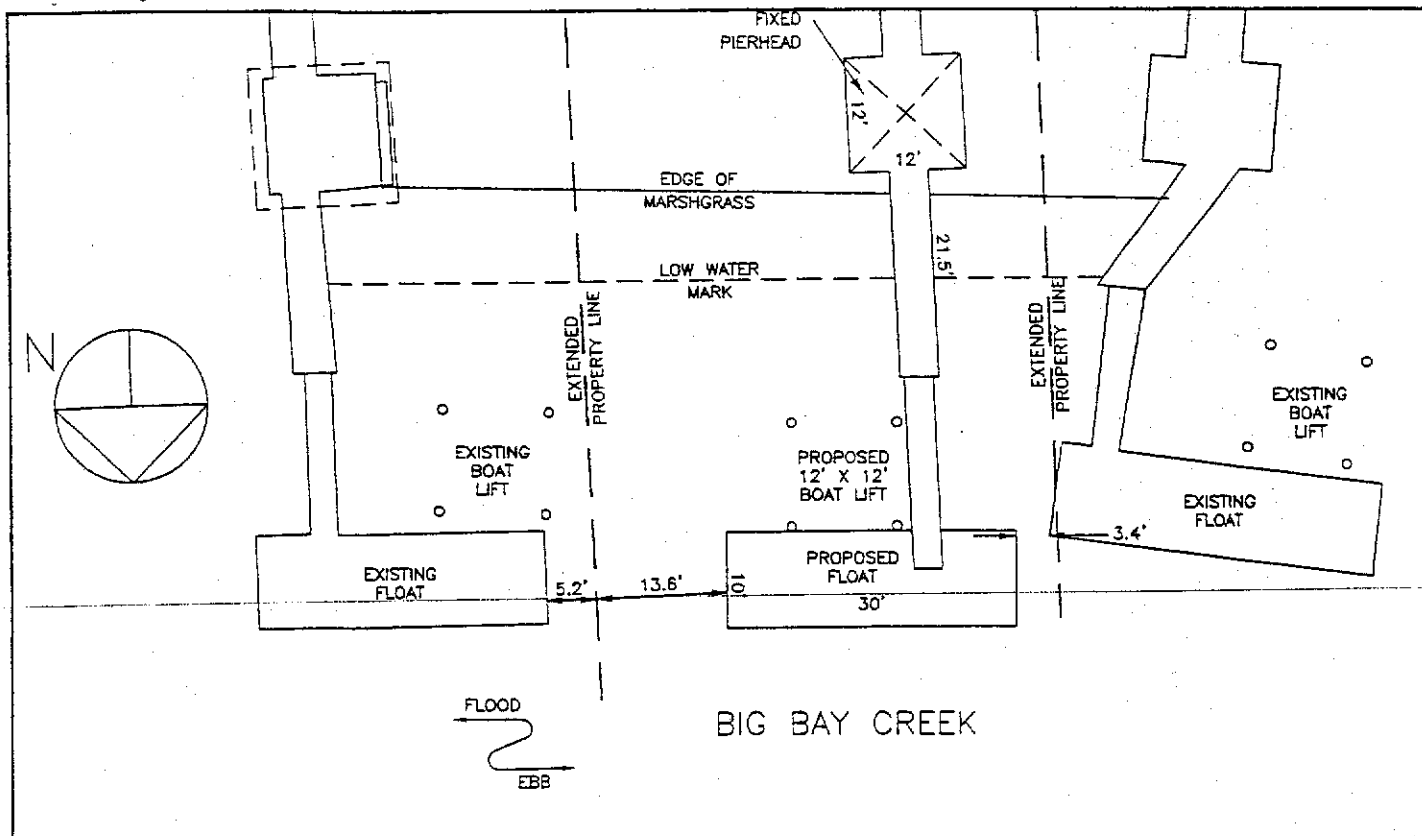 FIXED
PIERHEAD
12'
12'
EDGE OF
MARSHGRASS
21.5'
LOW WATER
MARK
EXTENDED
PROPERTY LINE
EXTENDED
PROPERTY LINE
N
EXISTING
BOAT
LIFT
PROPOSED
12' X 12'
BOAT LIFT
EXISTING
BOAT
LIFT
EXISTING
FLOAT
5.2'
13.6'
10'
PROPOSED
FLOAT
30'
3.4'
EXISTING
FLOAT
FLOOD
EBB
BIG BAY CREEK